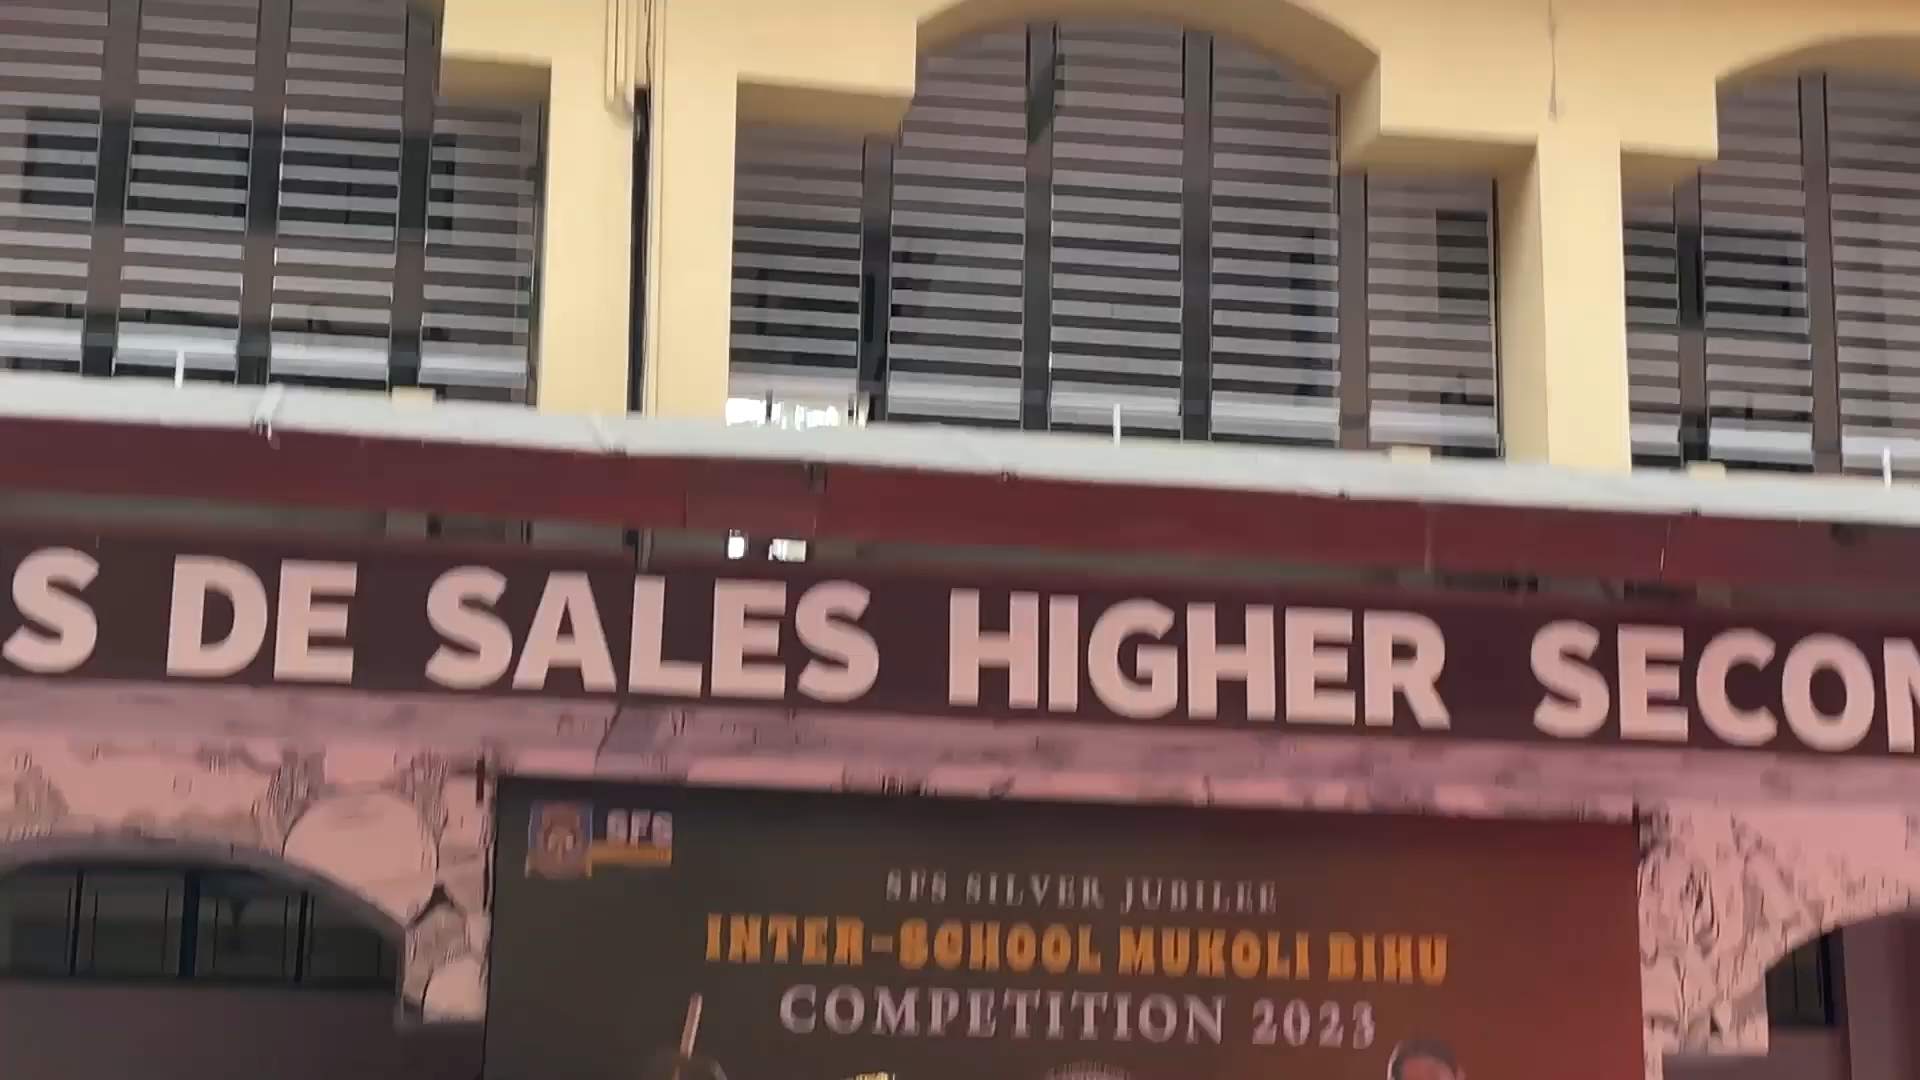 S DE SALES HIGHER SECON
SFS
SFS SILVER JUBILEE
INTER-SCHOOL MUKOLI BIHU
COMPETITION 2023